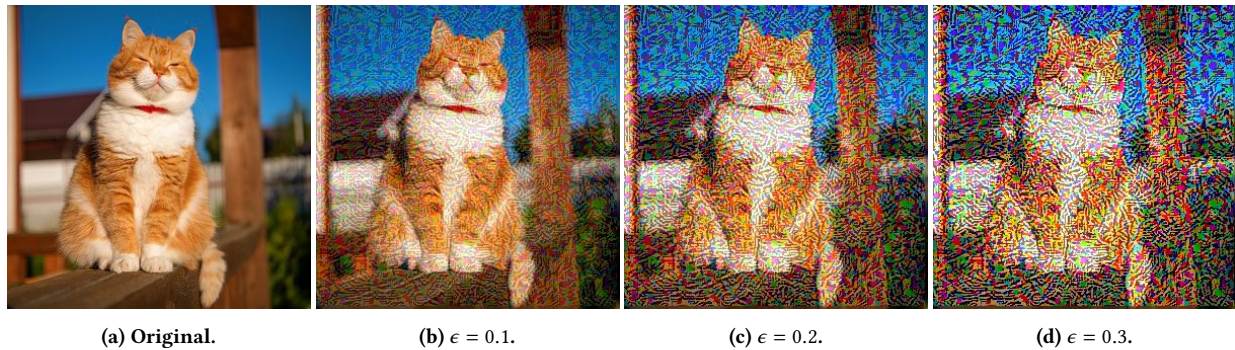 (a) Original.
(b) ϵ = 0.1.
(c) ϵ = 0.2.
(d) ϵ = 0.3.